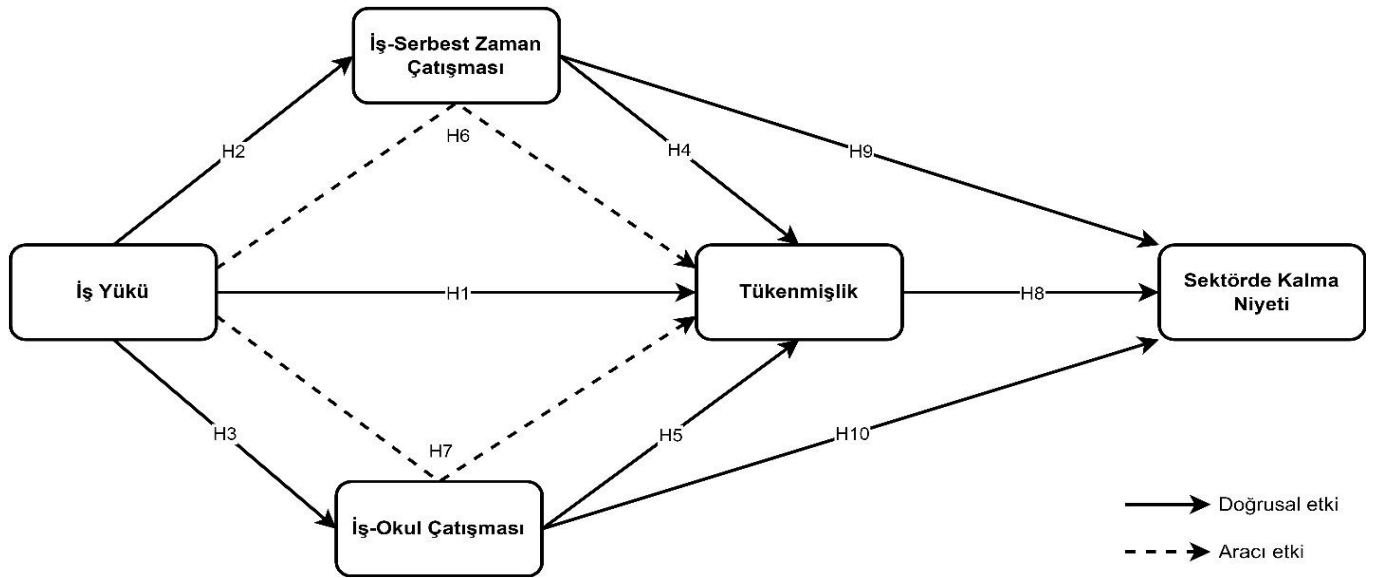 İş-Serbest Zaman
Çatışması
H2
H6
H4
H9
İş Yükü
H1
Tükenmişlik
H8
Sektörde Kalma
Niyeti
H3
H7
H5
H10
İş-Okul Çatışması
Doğrusal etki
Aracı etki